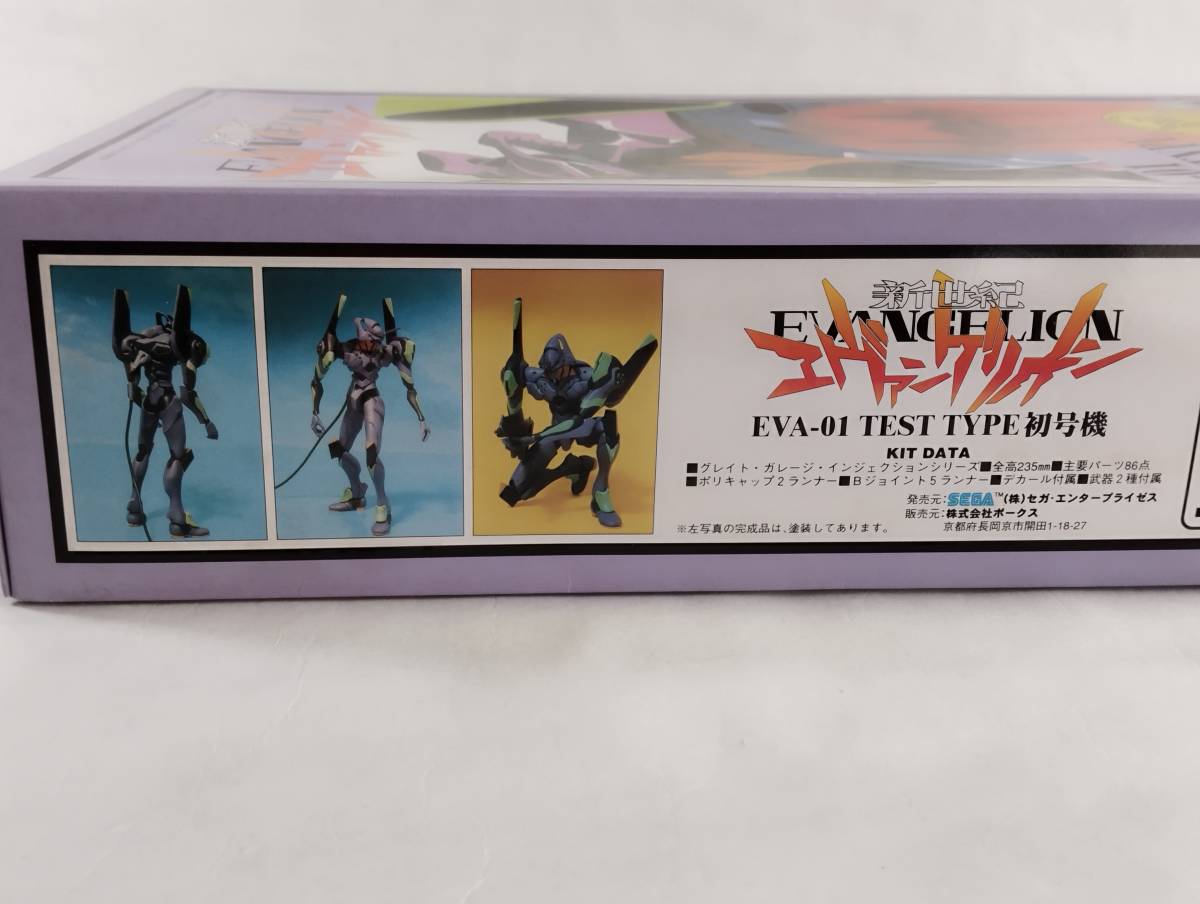 新世紀
EVANGELION
ヱヴァンゲリヲン
EVA-01 TEST TYPE 初号機
KIT DATA
■グレイト・ガレージ・インジェクションシリーズ■全高235mm■主要パーツ86点
■ポリキャップ2ランナー■Bジョイント5ランナー■デカール付属■武器2種付属
発売元:SEGA™(株)セガ・エンタープライゼス
販売元:株式会社ボークス
京都府長岡京市開田1-18-27
※左写真の完成品は、塗装してあります。